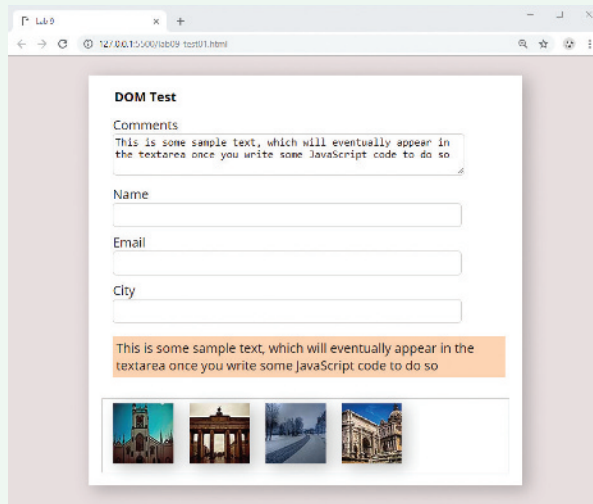 Lab 9
127.0.0.1:5500/lab09-test01.html
DOM Test
Comments
This is some sample text, which will eventually appear in
the textarea once you write some JavaScript code to do so
Name
Email
City
This is some sample text, which will eventually appear in the
textarea once you write some JavaScript code to do so